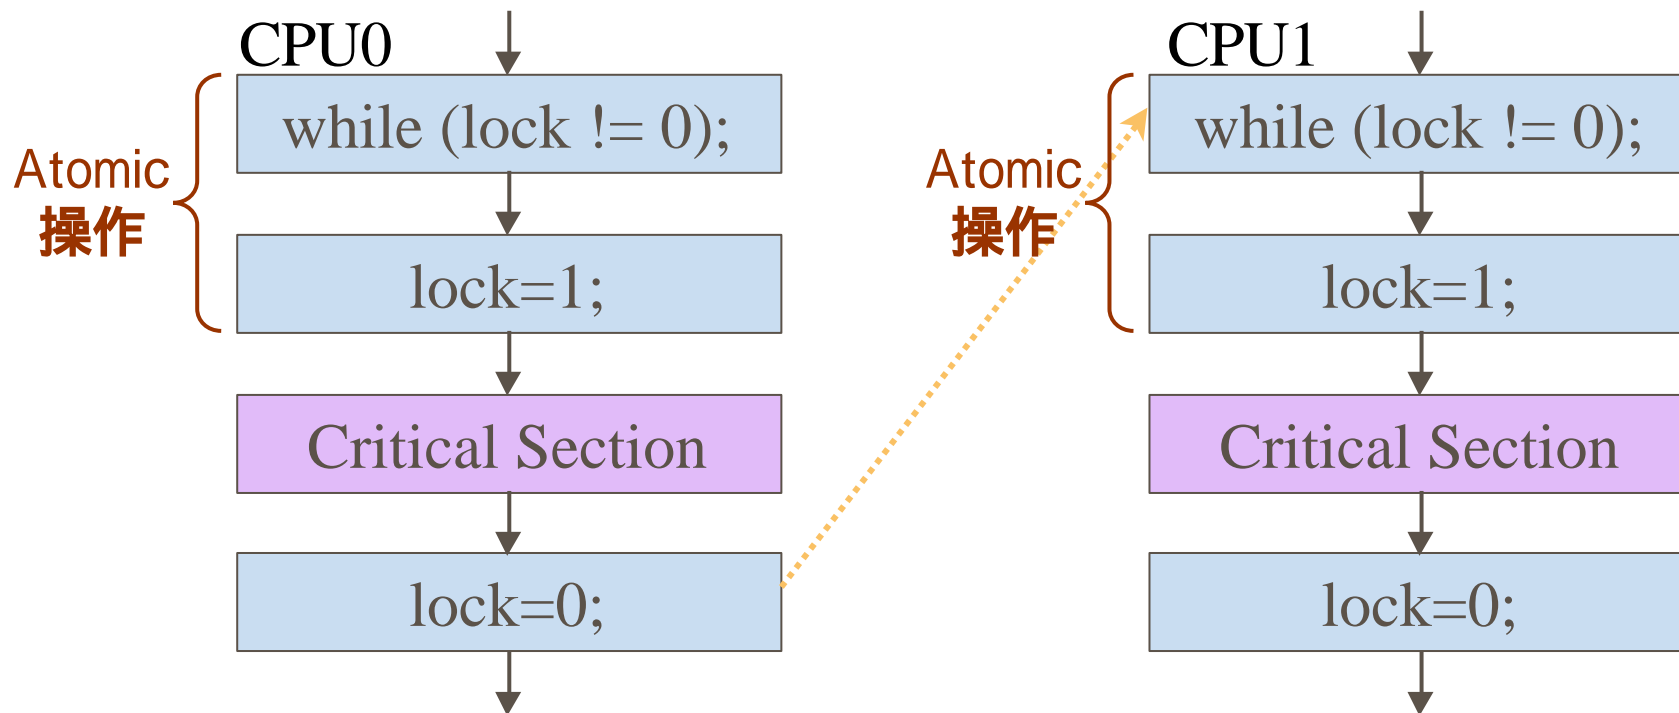 CPU0
while (lock != 0);
Atomic
操作
lock=1;
Critical Section
lock=0;
CPU1
while (lock != 0);
Atomic
操作
lock=1;
Critical Section
lock=0;